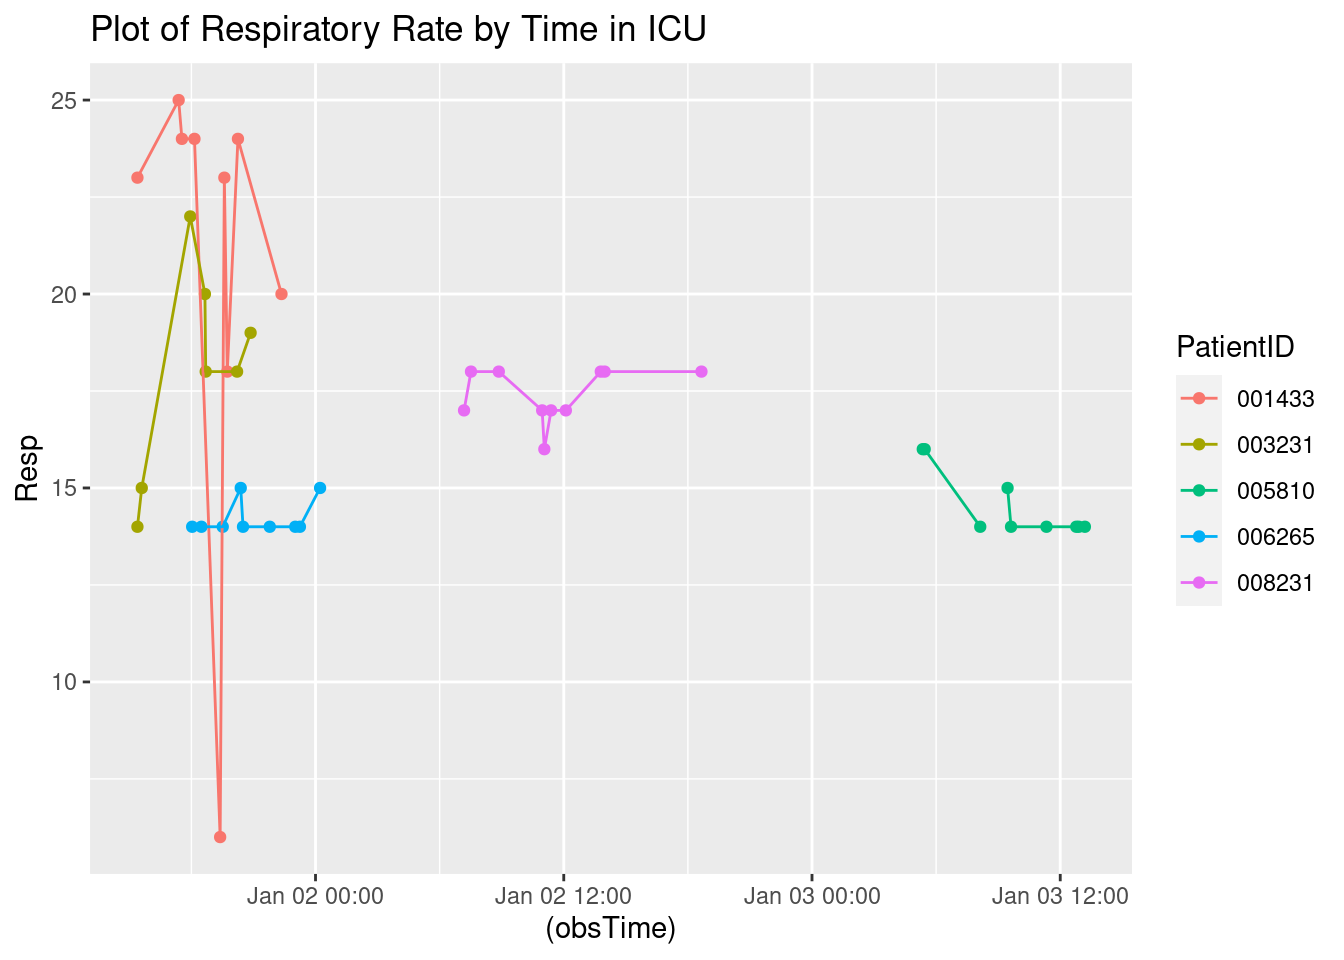 Plot of Respiratory Rate by Time in ICU
25
20
15
10
Resp
Jan 02 00:00
Jan 02 12:00
Jan 03 00:00
Jan 03 12:00
(obsTime)
PatientID
001433
003231
005810
006265
008231